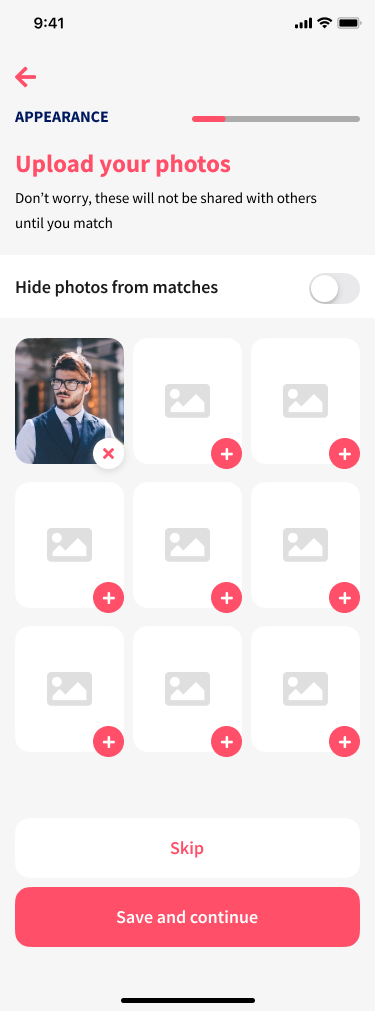 9:41
APPEARANCE
Upload your photos
Don't worry, these will not be shared with others
until you match
Hide photos from matches
Skip
Save and continue